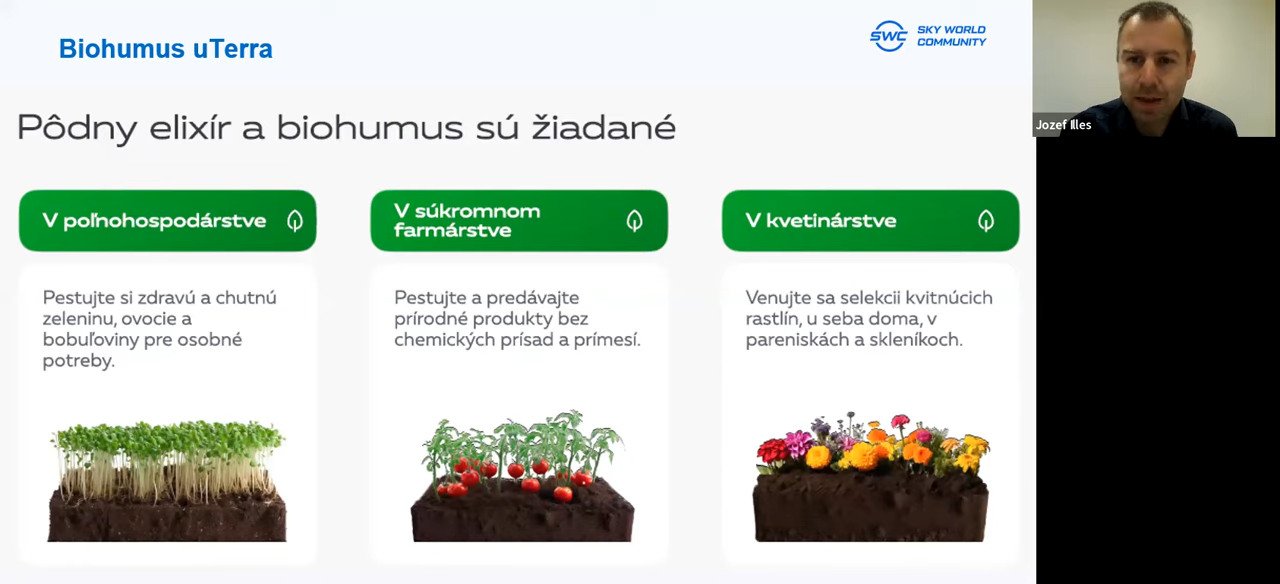 Biohumus uTerra
SWC
SKY WORLD
COMMUNITY
Jozef Illes
Pôdny elixír a biohumus sú žiadané
V poľnohospodárstve
Pestujte si zdravú a chutnú
zeleninu, ovocie a
bobuľoviny pre osobné
potreby.
V súkromnom
farmárstve
Pestujte a predávajte
prírodné produkty bez
chemických prísad a prímesí.
V kvetinárstve
Venujte sa selekcii kvitnúcich
rastlín, u seba doma, v
pareniskách a skleníkoch.